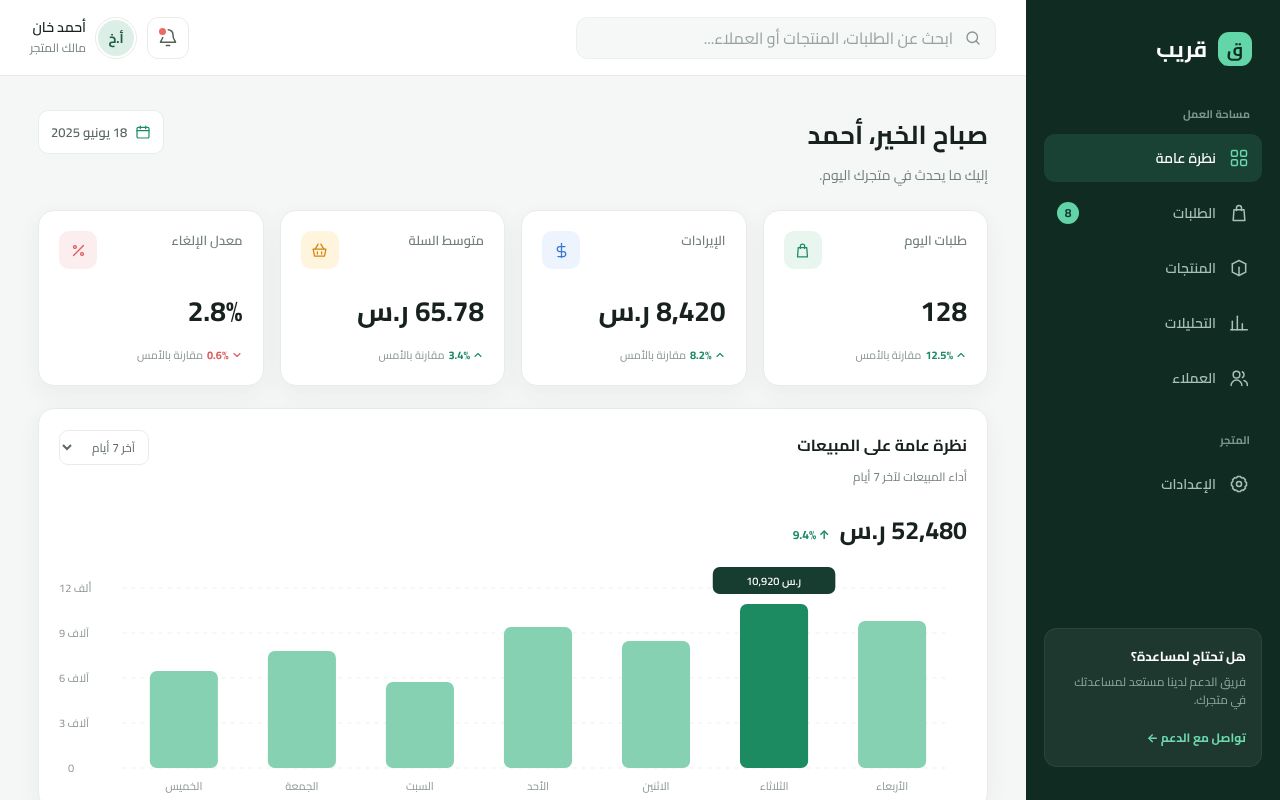 ق
قريب
مساحة العمل
نظرة عامة
الطلبات
8
المنتجات
التحليلات
العملاء
المتجر
الإعدادات
هل تحتاج لمساعدة؟
فريق الدعم لدينا مستعد لمساعدتك
في متجرك.
تواصل مع الدعم ←
ابحث عن الطلبات، المنتجات أو العملاء...
أ.خ
أحمد خان
مالك المتجر
صباح الخير، أحمد
إليك ما يحدث في متجرك اليوم.
18 يونيو 2025
طلبات اليوم
128
12.5% مقارنة بالأمس
الإيرادات
$
8,420 ر.س
8.2% مقارنة بالأمس
متوسط السلة
65.78 ر.س
3.4% مقارنة بالأمس
معدل الإلغاء
%
2.8%
0.6% مقارنة بالأمس
نظرة عامة على المبيعات
أداء المبيعات لآخر 7 أيام
آخر 7 أيام
52,480 ر.س
↑ 9.4%
10,920 ر.س
12 ألف
9 آلاف
6 آلاف
3 آلاف
0
الأربعاء
الثلاثاء
الاثنين
الأحد
السبت
الجمعة
الخميس